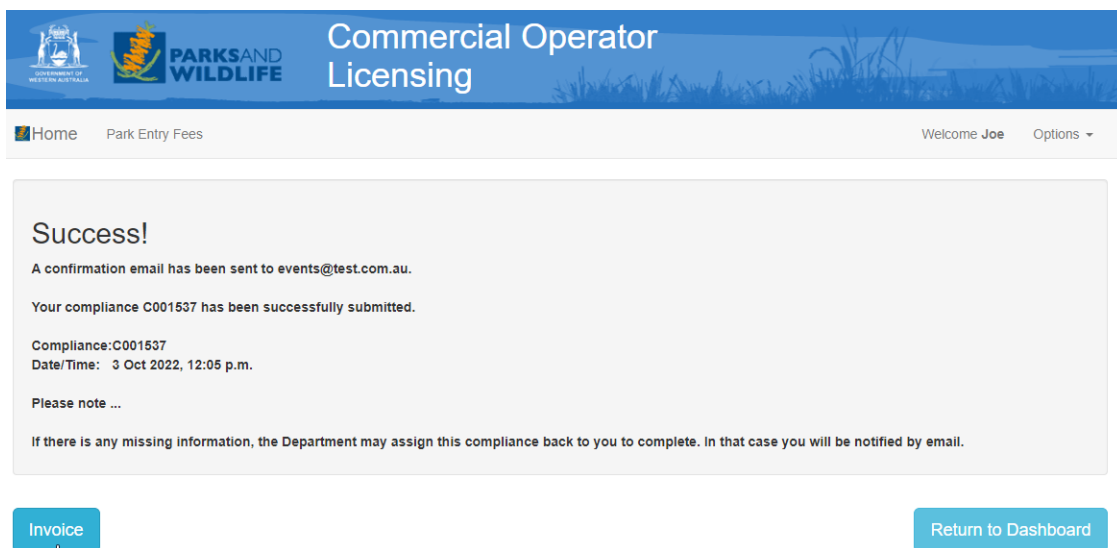 GOVERNMENT OF
WESTERN AUSTRALIA
PARKS AND
WILDLIFE
Commercial Operator
Licensing
Home Park Entry Fees Welcome Joe Options
Success!
A confirmation email has been sent to events@test.com.au.
Your compliance C001537 has been successfully submitted.
Compliance:C001537
Date/Time: 3 Oct 2022, 12:05 p.m.
Please note ...
If there is any missing information, the Department may assign this compliance back to you to complete. In that case you will be notified by email.
Invoice Return to Dashboard